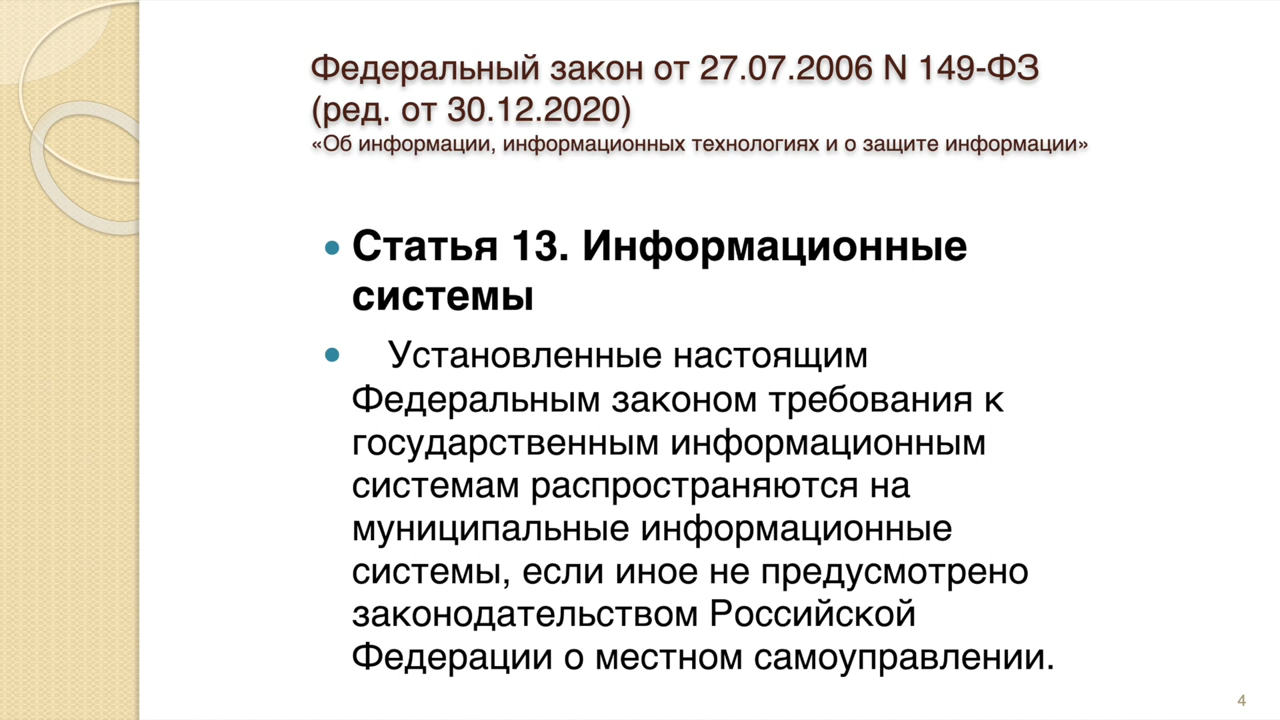 Федеральный закон от 27.07.2006 N 149-ФЗ
(ред. от 30.12.2020)
«Об информации, информационных технологиях и о защите информации»
• Статья 13. Информационные
системы
• Установленные настоящим
Федеральным законом требования к
государственным информационным
системам распространяются на
муниципальные информационные
системы, если иное не предусмотрено
законодательством Российской
Федерации о местном самоуправлении.
4